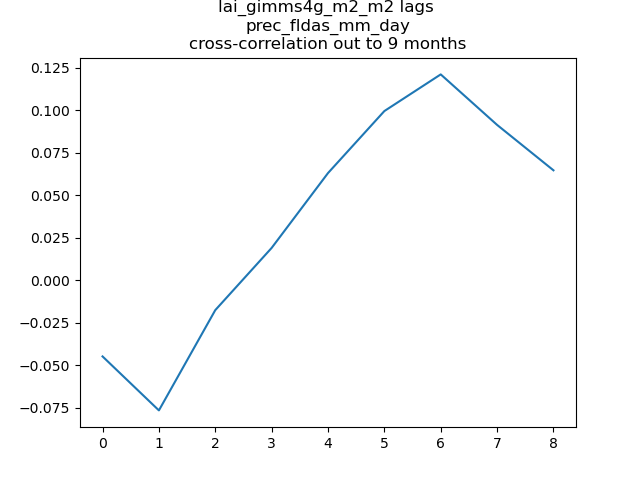 lai_gimms4g_m2_m2 lags
prec_fldas_mm_day
cross-correlation out to 9 months
0.125
0.100
0.075
0.050
0.025
0.000
−0.025
−0.050
−0.075
0 1 2 3 4 5 6 7 8